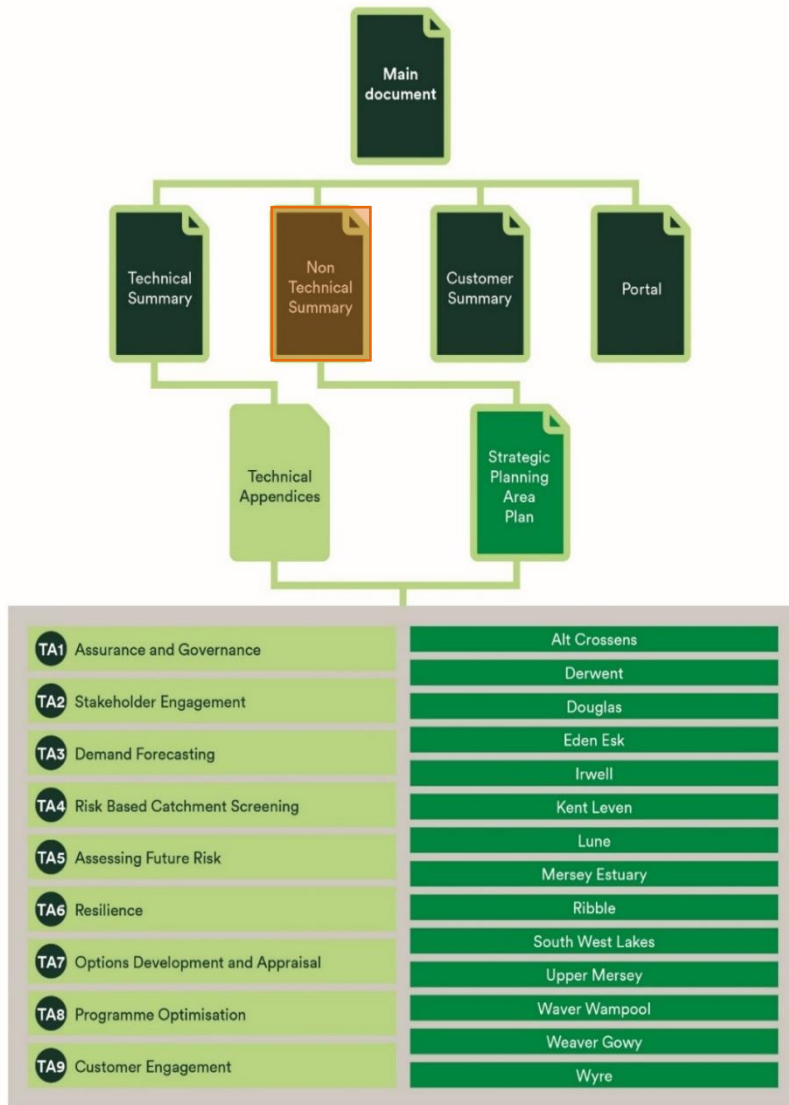 Main
document
Technical
Summary
Non
Technical
Summary
Customer
Summary
Portal
Technical
Appendices
Strategic
Planning
Area
Plan
TA1 Assurance and Governance
TA2 Stakeholder Engagement
TA3 Demand Forecasting
TA4 Risk Based Catchment Screening
TA5 Assessing Future Risk
TA6 Resilience
TA7 Options Development and Appraisal
TA8 Programme Optimisation
TA9 Customer Engagement
Alt Crossens
Derwent
Douglas
Eden Esk
Irwell
Kent Leven
Lune
Mersey Estuary
Ribble
South West Lakes
Upper Mersey
Waver Wampool
Weaver Gowy
Wyre